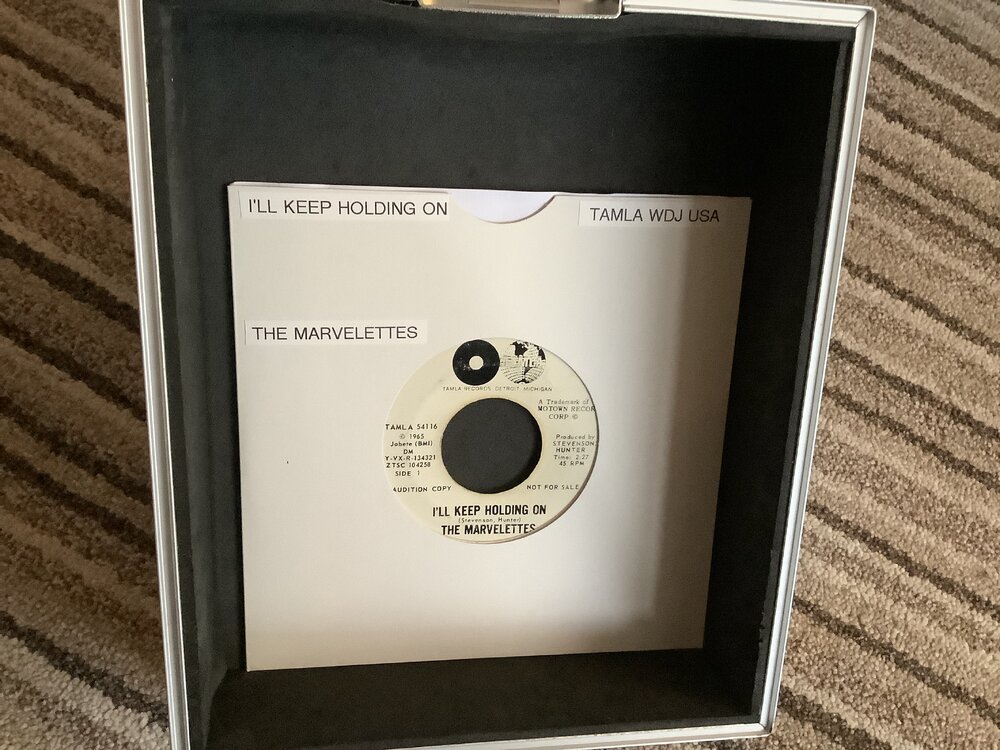 I'LL KEEP HOLDING ON
TAMLA WDJ USA
THE MARVELETTES
TAMLA
TAMLA RECORDS DETROIT MICHIGAN
A Trademark of
MOTOWN RECOR
CORP ©
TAMLA 54116
© 1965
Jobete (BMI)
DM
Y-VX-R-134321
ZTSC 104258
SIDE 1
Produced by
STEVENSON
HUNTER
Time: 2:27
45 RPM
AUDITION COPY
NOT FOR SALE
I'LL KEEP HOLDING ON
(Stevenson, Hunter)
THE MARVELETTES